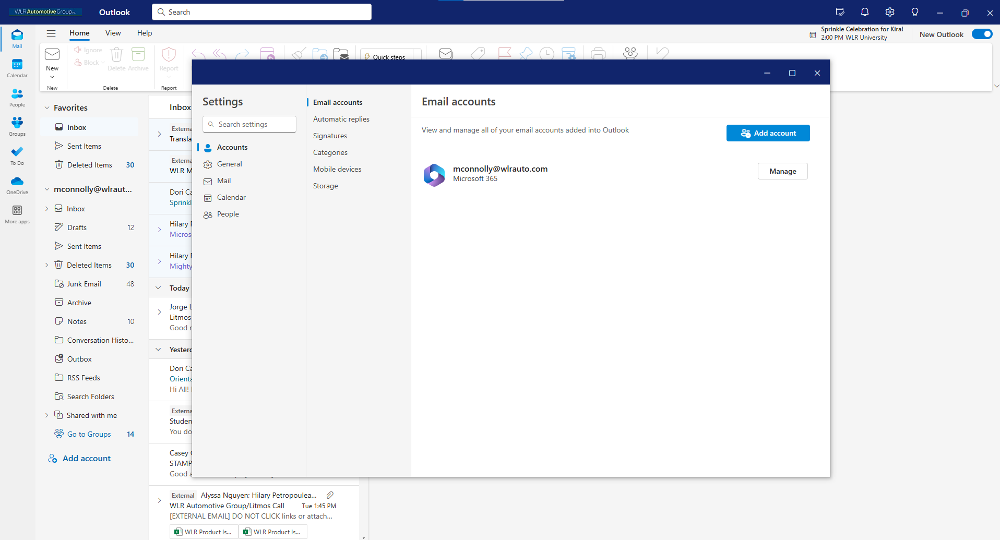 WLR AutomotiveGroup
Outlook
Search
Mail
Calendar
People
Groups
To Do
OneDrive
More apps
Home
View
Help
Sprinkle Celebration for Kira!
2:00 PM WLR University
New Outlook
New
New
Ignore
Block
Delete
Archive
Delete
Report
Report
Quick steps
Favorites
Inbox
Sent Items
Deleted Items 30
mconnolly@wlraut...
Inbox
Drafts 12
Sent Items
Deleted Items 30
Junk Email 48
Archive
Notes 10
Conversation Histo...
Outbox
RSS Feeds
Search Folders
Shared with me
Go to Groups 14
Add account
Inbox
Externa
Transla
Externa
WLR M
Dori Ca
Sprinkl
Hilary
Micros
Hilary
Mighty
Today
Jorge L
Litmos
Good
Yesterd
Dori Ca
Orienta
Hi All!
Externa
Studen
You do
Casey
STAMP
Good a
External Alyssa Nguyen; Hilary Petropoulea...
WLR Automotive Group/Litmos Call Tue 1:45 PM
[EXTERNAL EMAIL] DO NOT CLICK links or attach...
WLR Product Is...
WLR Product Is...
Settings
Search settings
Accounts
General
Mail
Calendar
People
Email accounts
Automatic replies
Signatures
Categories
Mobile devices
Storage
Email accounts
View and manage all of your email accounts added into Outlook
Add account
mconnolly@wlrauto.com
Microsoft 365
Manage